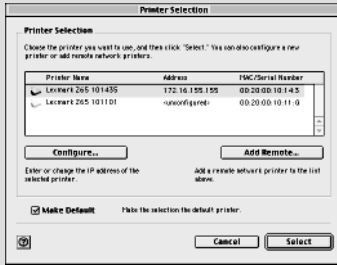 Printer Selection
Printer Selection
Choose the printer you want to use, and then click "Select." You can also configure a new
printer or add remote network printers.
Printer Name Address MAC/Serial Number
Lexmark Z65 101435 172.16.155.155 00:20:00:10:14:3
Lexmark Z65 101101 <unconfigured> 00:20:00:10:11:0
Configure... Add Remote...
Enter or change the IP address of the
selected printer.
Add a remote network printer to the list
above.
Make Default Make the selection the default printer.
Cancel Select